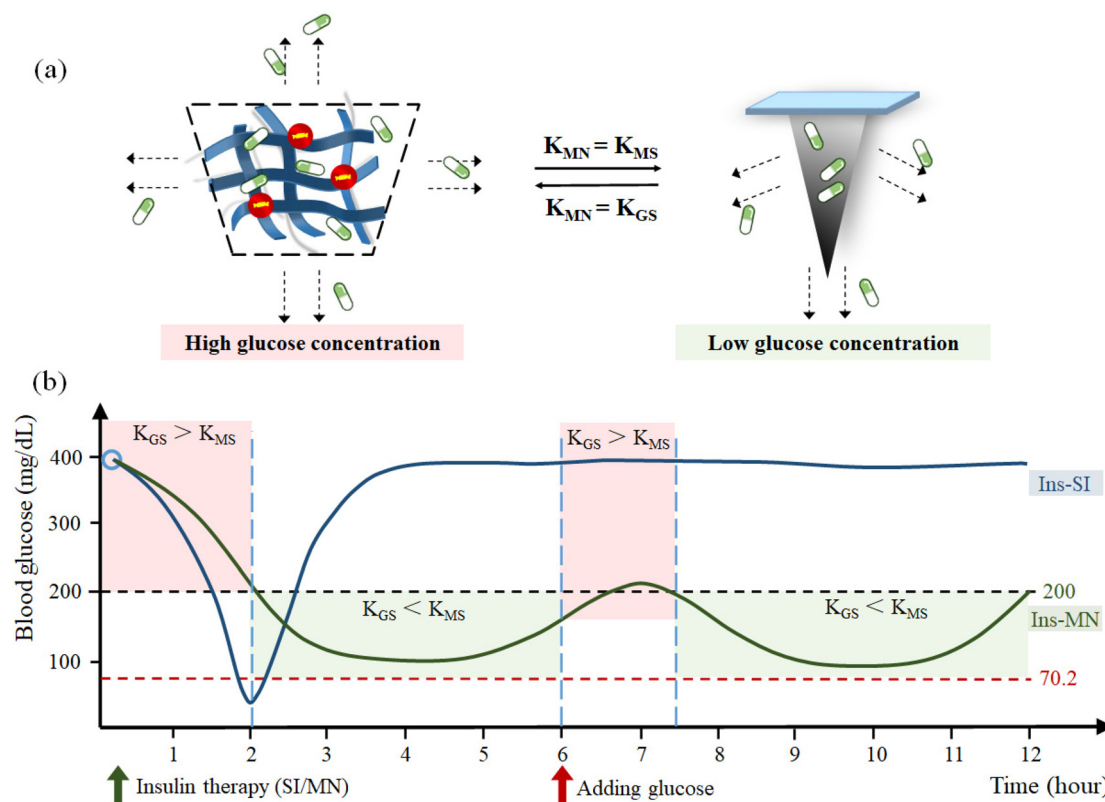 (a)
K_MN = K_MS
K_MN = K_GS
High glucose concentration
Low glucose concentration
(b)
Blood glucose (mg/dL)
400
300
200
100
K_GS > K_MS
K_GS < K_MS
K_GS > K_MS
K_GS < K_MS
Ins-SI
200
Ins-MN
70.2
1 2 3 4 5 6 7 8 9 10 11 12
Insulin therapy (SI/MN)
Adding glucose
Time (hour)